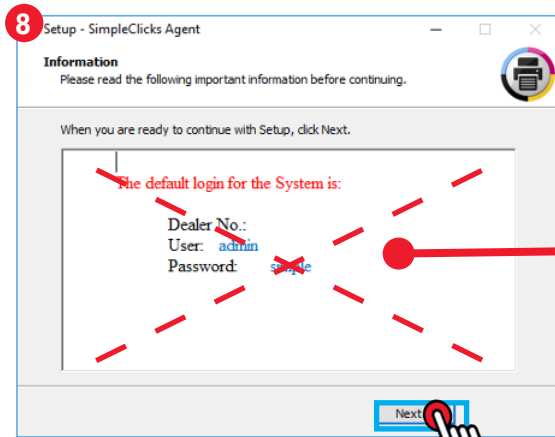 8
Setup - SimpleClicks Agent
Information
Please read the following important information before continuing.
When you are ready to continue with Setup, click Next.
The default login for the System is:
Dealer No.:
User: admin
Password: simple
Next